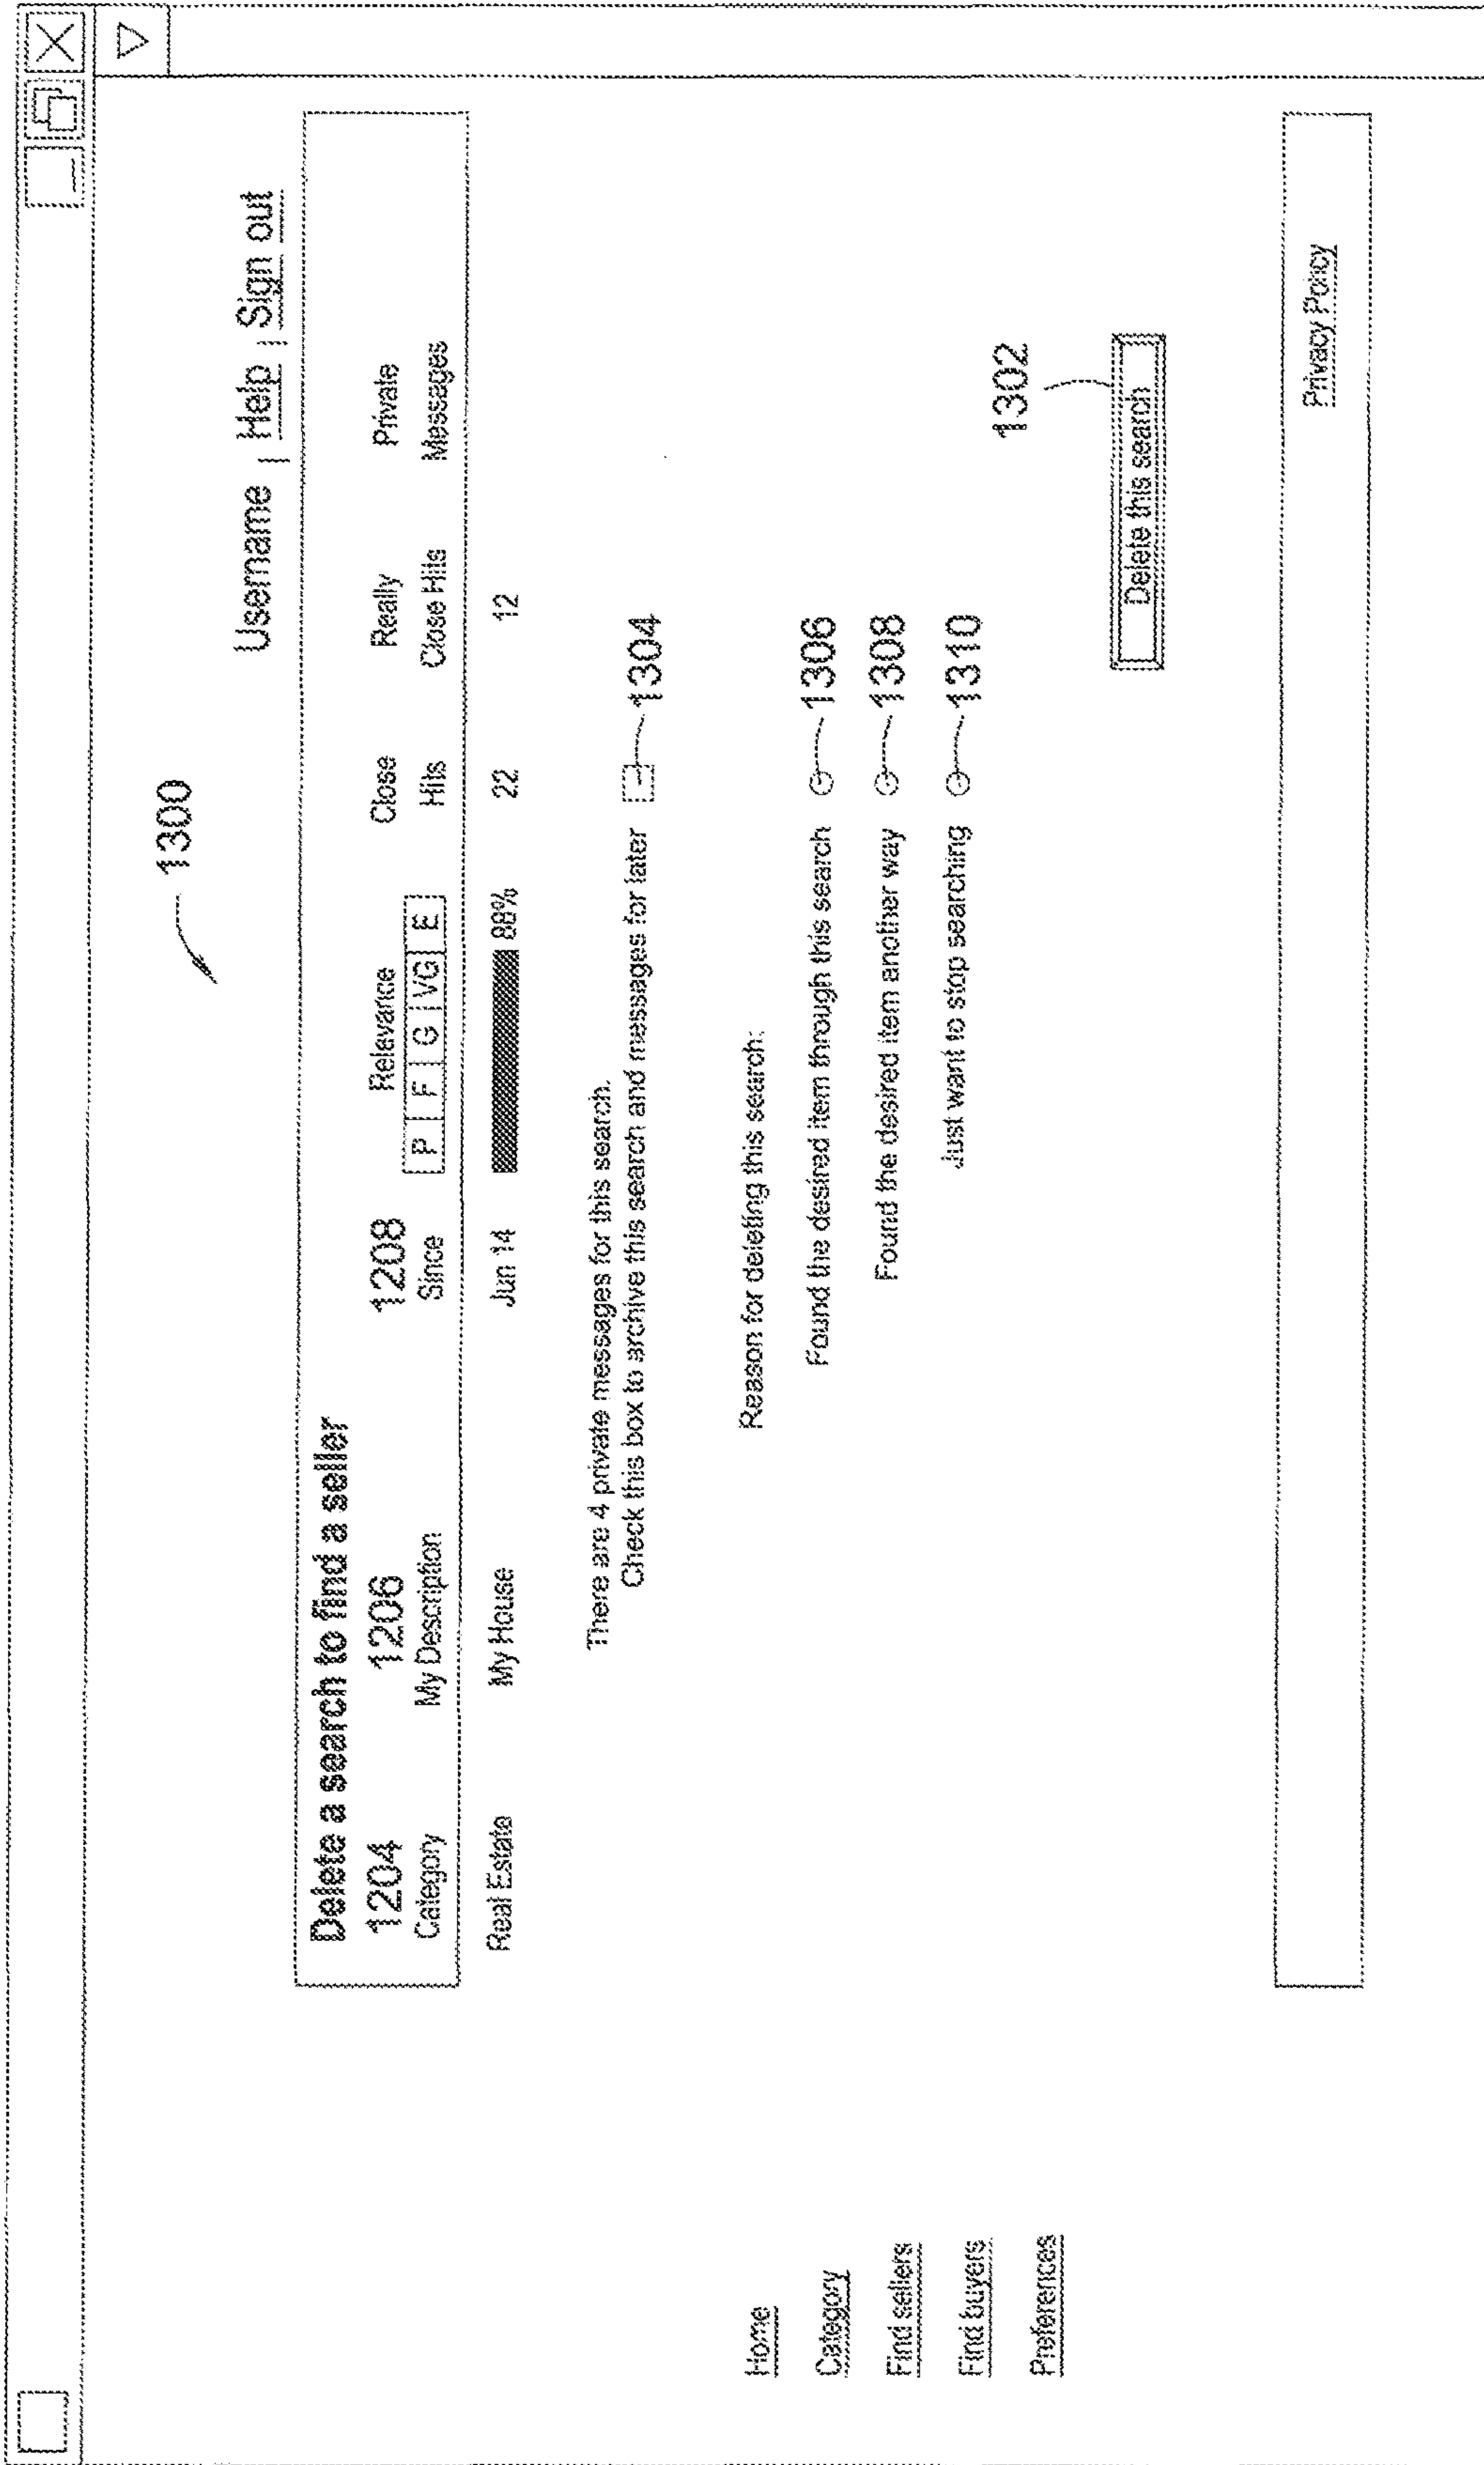 1300
Username | Help | Sign out
Delete a search to find a seller
1204 1206 1208 Relevance Close Really Private
Category My Description Since P F G VG E Hits Close Hits Messages
Real Estate My House Jun 14 88% 22 12
There are 4 private messages for this search.
Check this box to archive this search and messages for later 1304
Home Reason for deleting this search:
Category Found the desired item through this search 1306
Find sellers Found the desired item another way 1308
Find buyers Just want to stop searching 1310
1302
Preferences
Delete this search
Privacy Policy